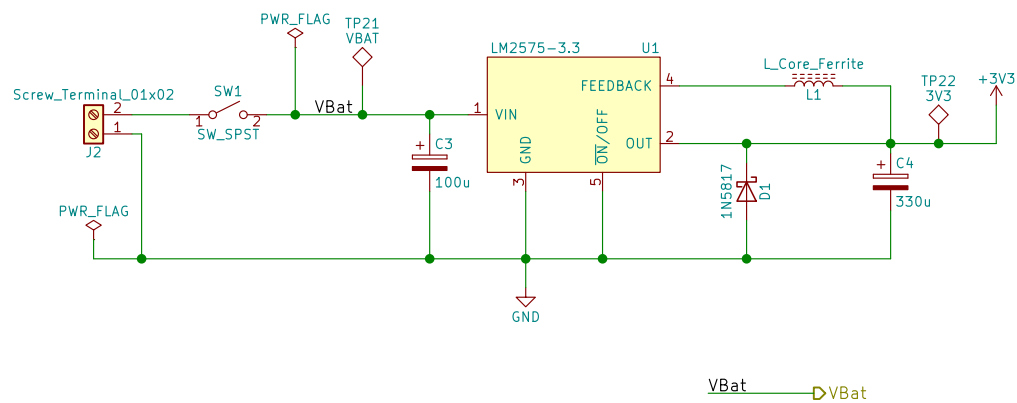 PWR_FLAG
TP21
VBAT
LM2575-3.3
U1
L_Core_Ferrite
L1
TP22
3V3
+3V3
Screw_Terminal_01x02
2
1
J2
SW1
1
2
SW_SPST
VBat
1
VIN
FEEDBACK
4
GND
ON/OFF
OUT
2
3
5
C3
+
100u
1N5817
D1
C4
+
330u
PWR_FLAG
GND
VBat
VBat